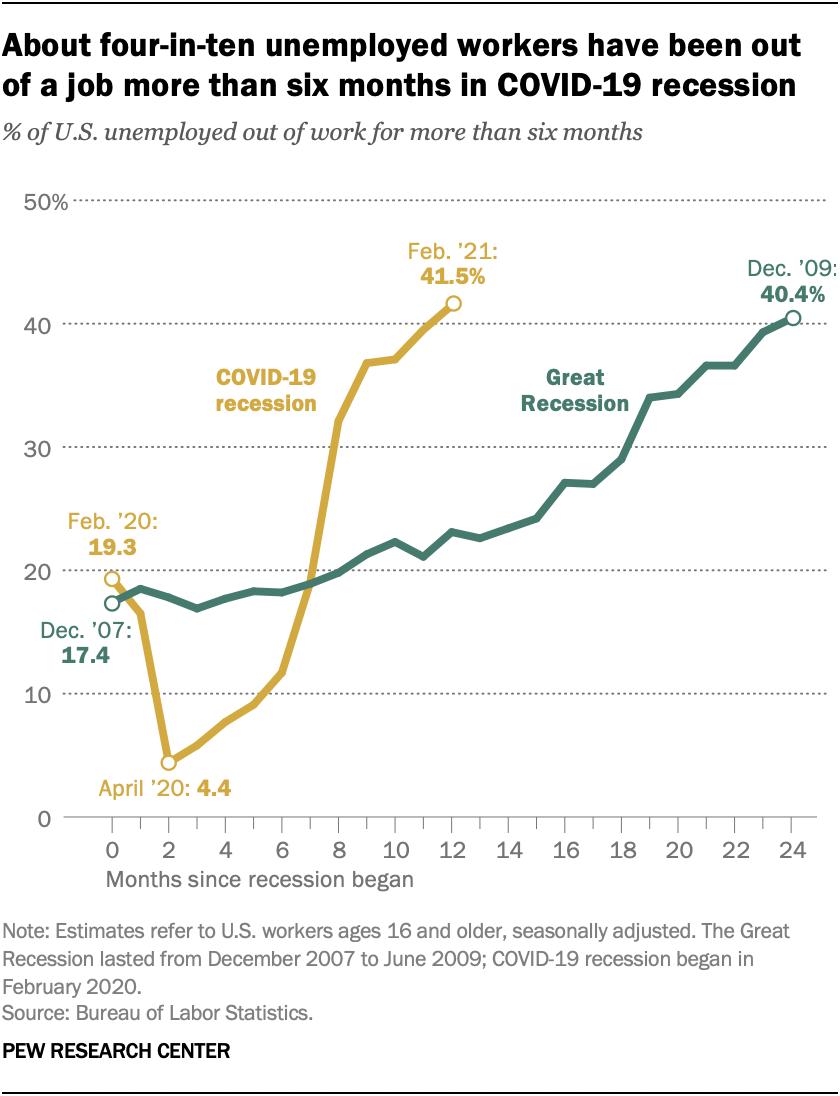 About four-in-ten unemployed workers have been out
of a job more than six months in COVID-19 recession
% of U.S. unemployed out of work for more than six months
50%
Feb. ’21:
41.5%
Dec. ’09:
40.4%
40
COVID-19
recession
Great
Recession
30
Feb. ’20:
19.3
20
Dec. ’07:
17.4
10
April ’20: 4.4
0
0 2 4 6 8 10 12 14 16 18 20 22 24
Months since recession began
Note: Estimates refer to U.S. workers ages 16 and older, seasonally adjusted. The Great
Recession lasted from December 2007 to June 2009; COVID-19 recession began in
February 2020.
Source: Bureau of Labor Statistics.
PEW RESEARCH CENTER